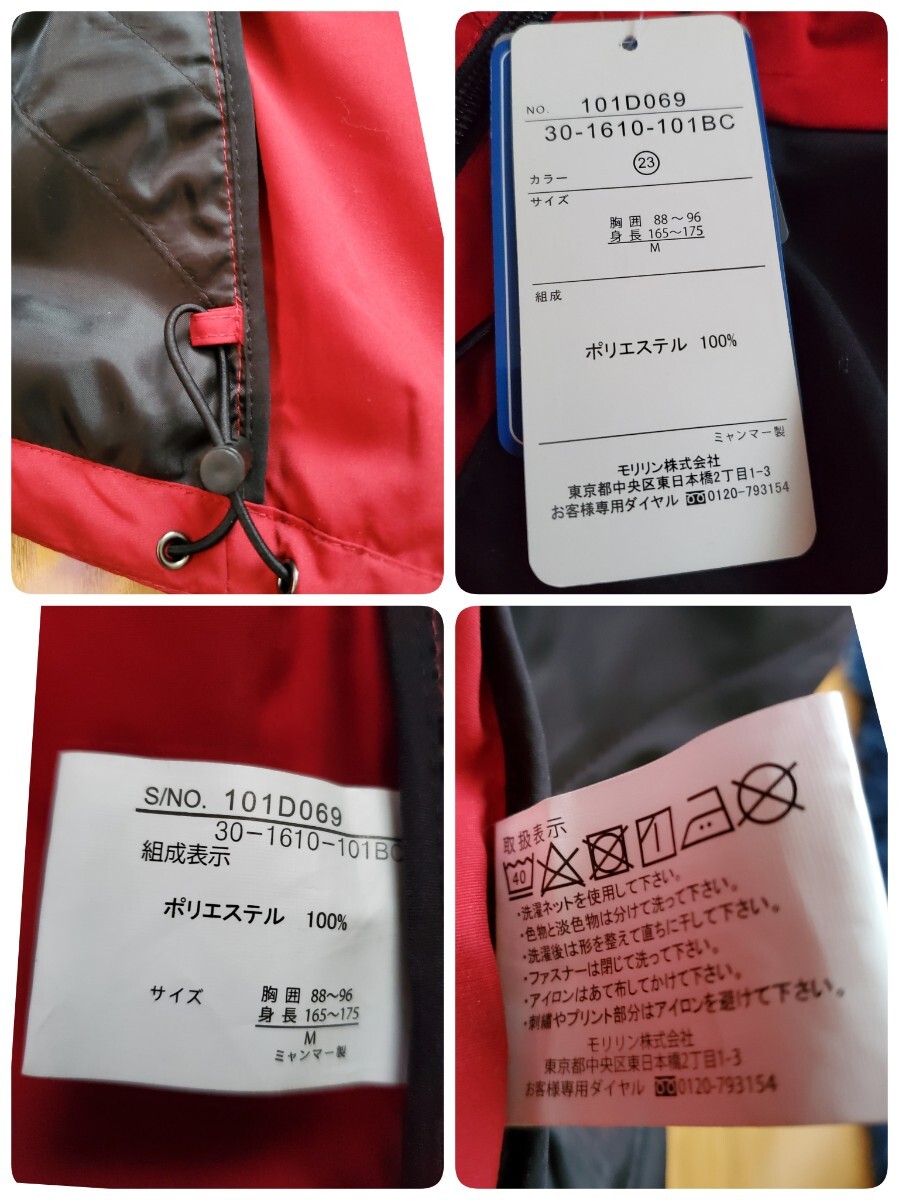 NO. 101D069
30-1610-101BC
カラー 23
サイズ
胸囲 88～96
身長 165～175
M
組成
ポリエステル 100%
ミャンマー製
モリリン株式会社
東京都中央区東日本橋2丁目1-3
お客様専用ダイヤル 0120-793154
S/NO. 101D069
30-1610-101BC
組成表示
ポリエステル 100%
サイズ 胸囲 88～96
身長 165～175
M
ミャンマー製
取扱表示
40
・洗濯ネットを使用して下さい。
・色物と淡色物は分けて洗って下さい。
・洗濯後は形を整えて直ちに干して下さい。
・ファスナーは閉じて洗って下さい。
・アイロンはあて布してかけて下さい。
・刺繍やプリント部分はアイロンを避けて下さい。
モリリン株式会社
東京都中央区東日本橋2丁目1-3
お客様専用ダイヤル 0120-793154